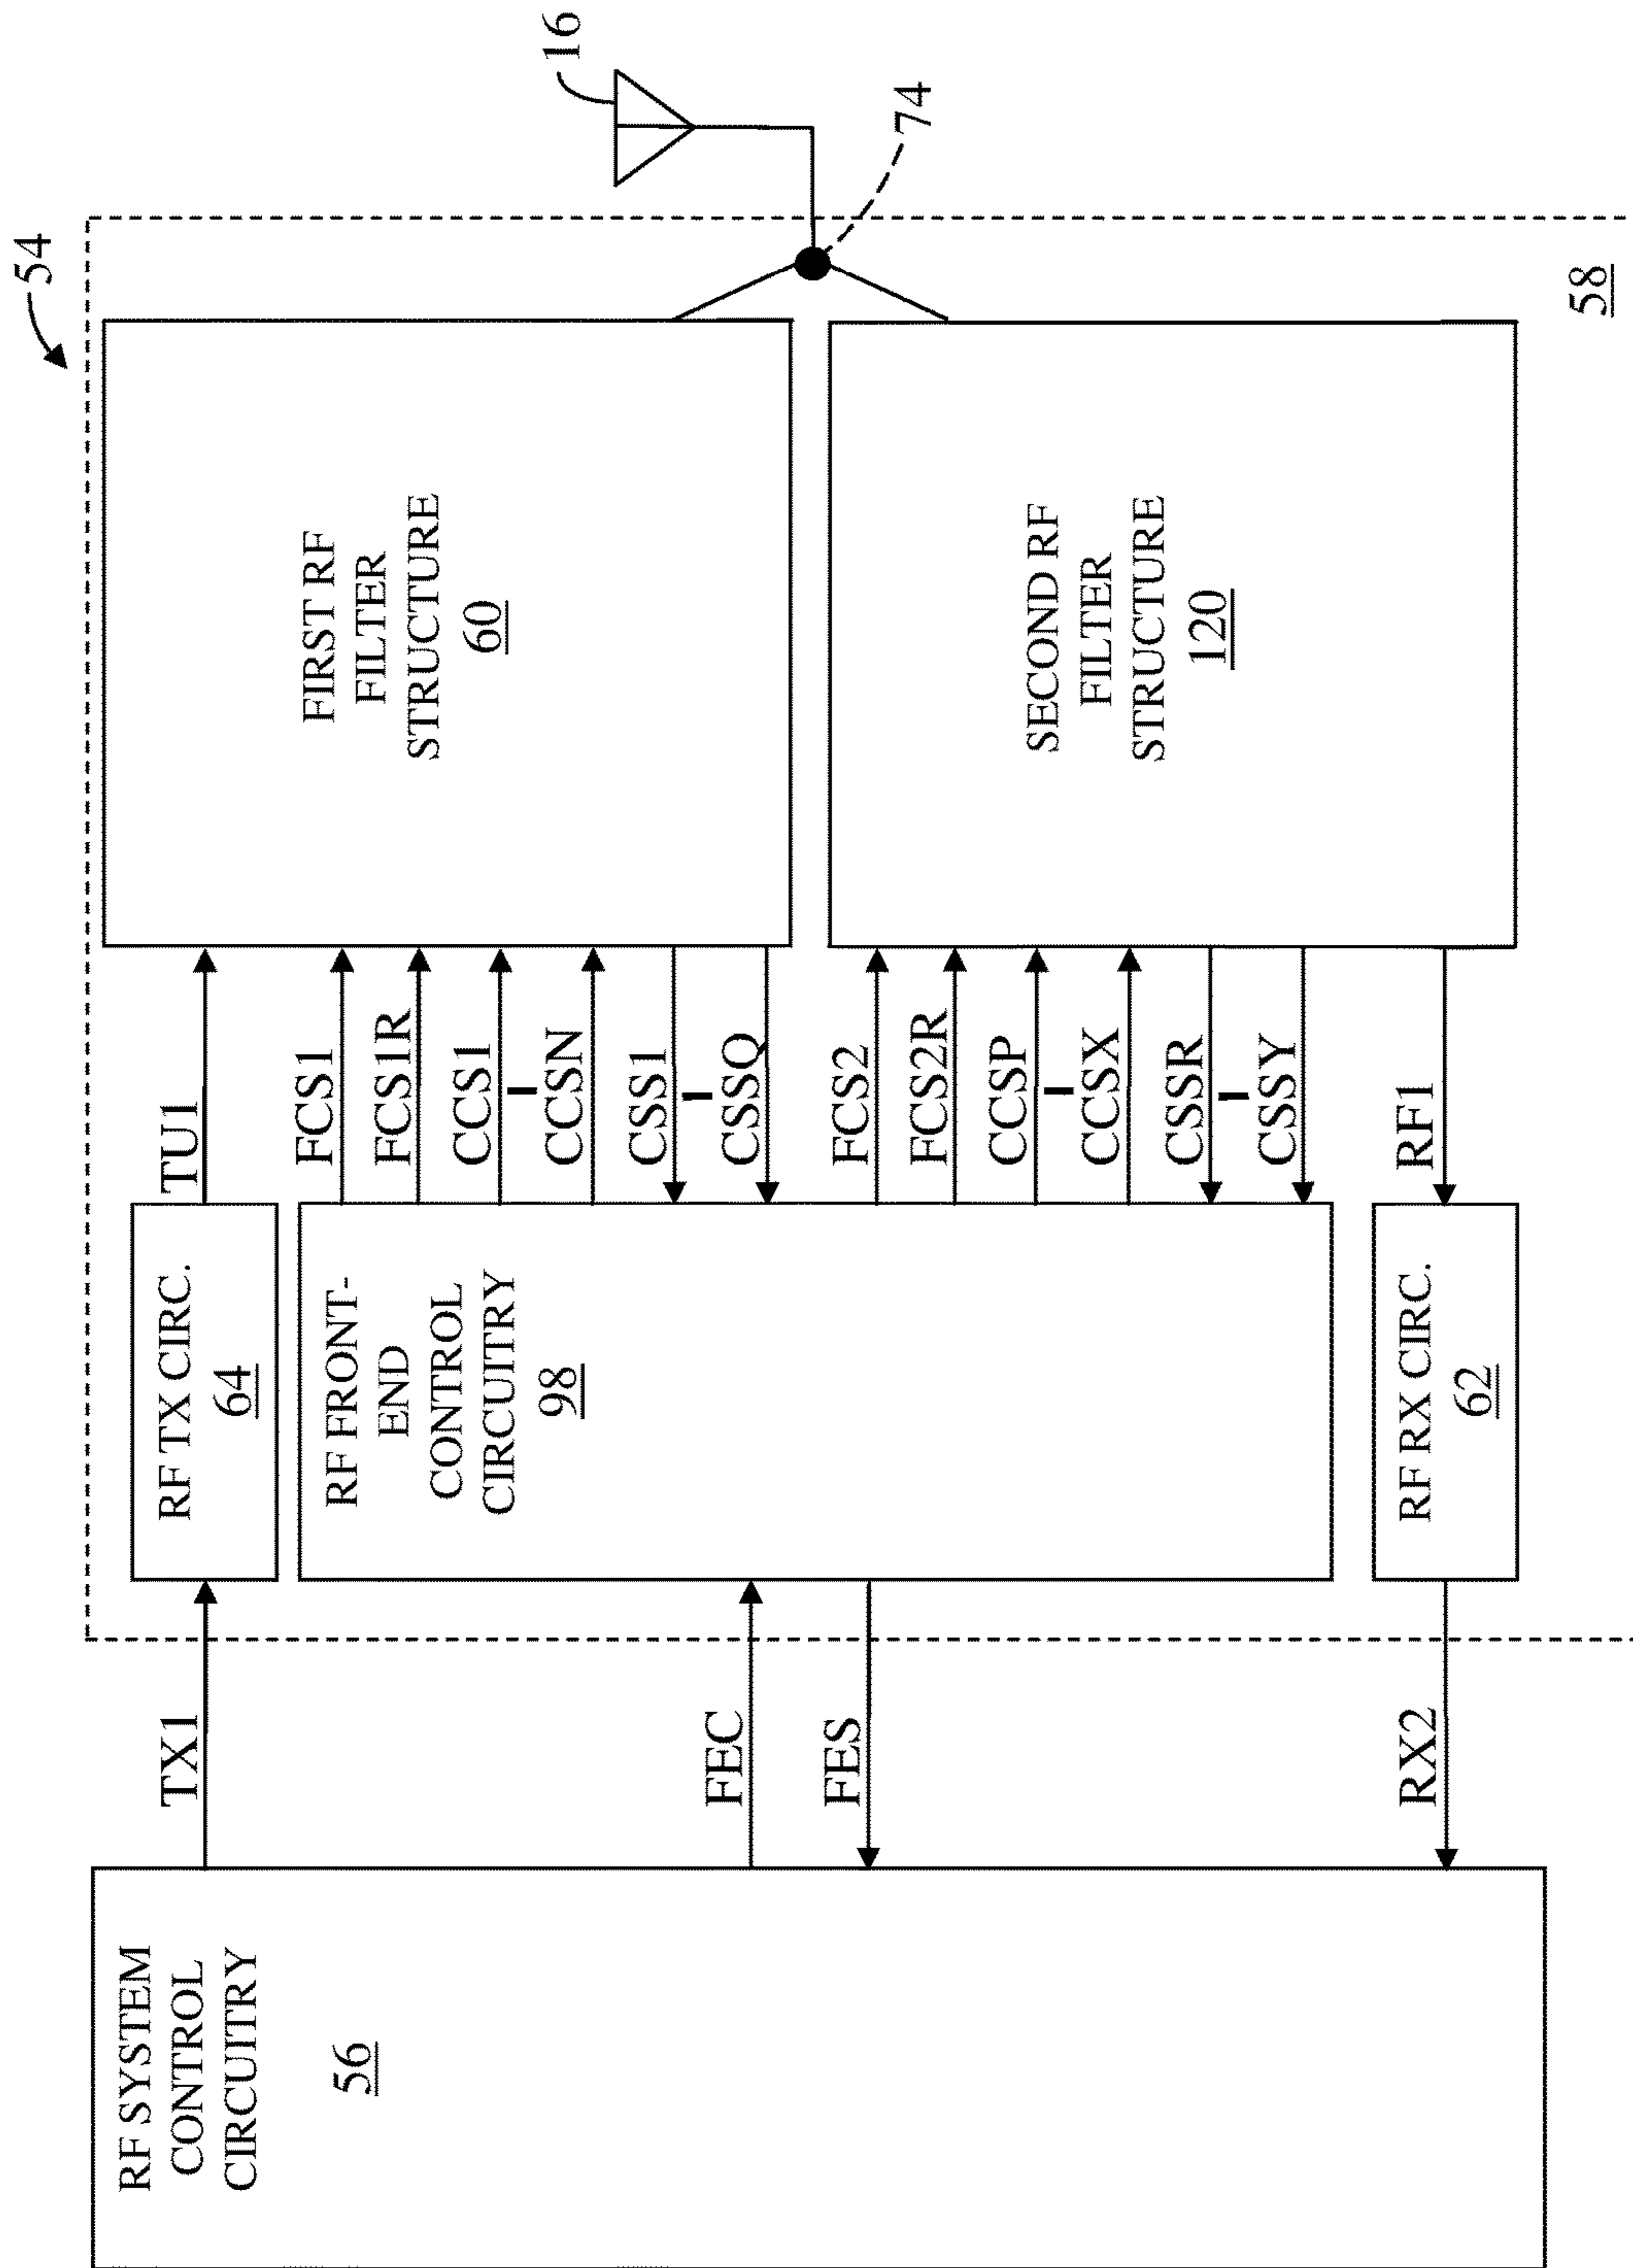 54
RF SYSTEM
CONTROL
CIRCUITRY
56
TX1
FEC
FES
RX2
RF TX CIRC.
64
RF FRONT-
END
CONTROL
CIRCUITRY
98
RF RX CIRC.
62
TU1
FCS1
FCS1R
CCS1
CCSN
CSS1
CSSQ
FCS2
FCS2R
CCSP
CCSX
CSSR
CSSY
RF1
FIRST RF
FILTER
STRUCTURE
60
SECOND RF
FILTER
STRUCTURE
120
16
74
58